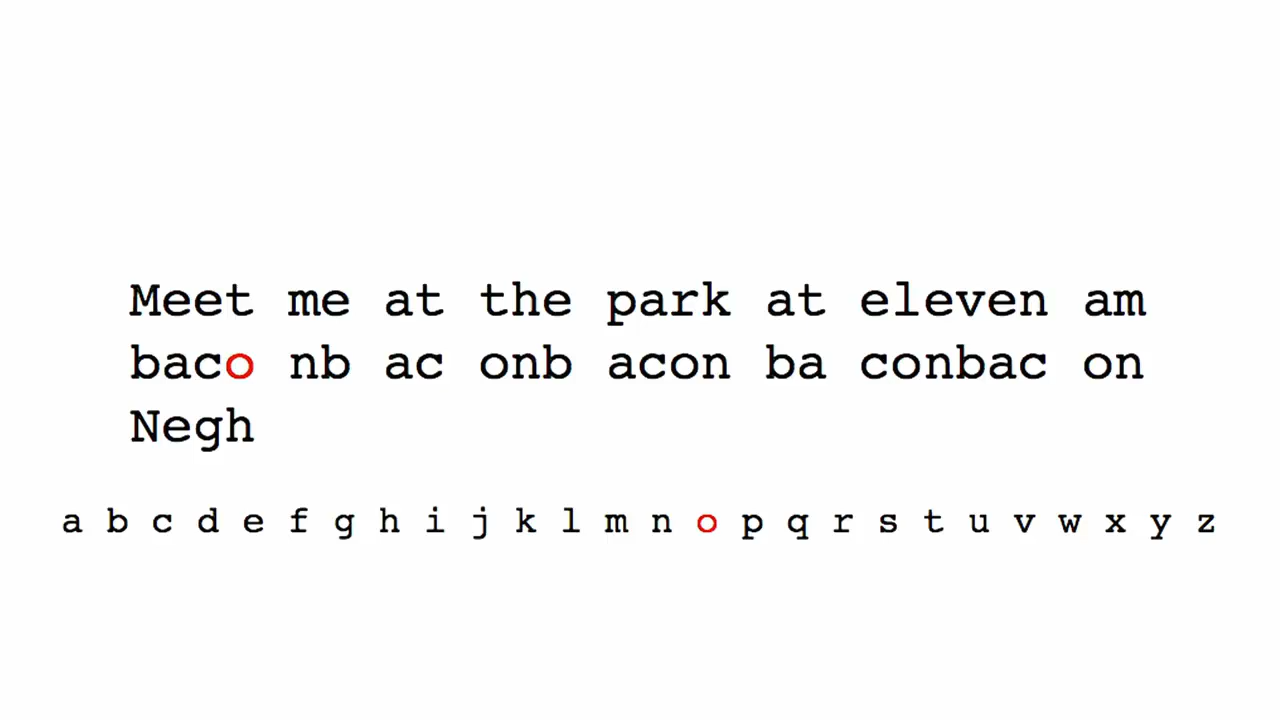 Meet me at the park at eleven am
baco nb ac onb acon ba conbac on
Negh
a b c d e f g h i j k l m n o p q r s t u v w x y z